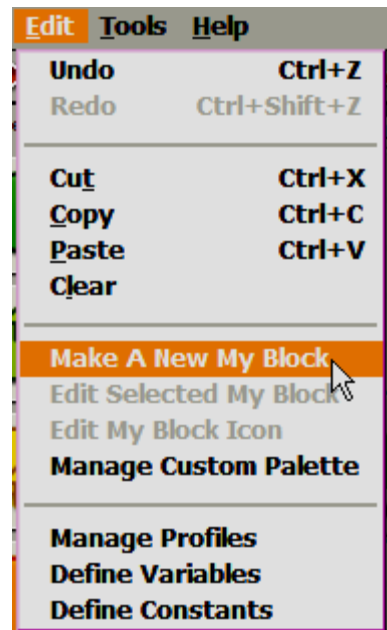 Edit Tools Help
Undo Ctrl+Z
Redo Ctrl+Shift+Z
Cut Ctrl+X
Copy Ctrl+C
Paste Ctrl+V
Clear
Make A New My Block
Edit Selected My Block
Edit My Block Icon
Manage Custom Palette
Manage Profiles
Define Variables
Define Constants